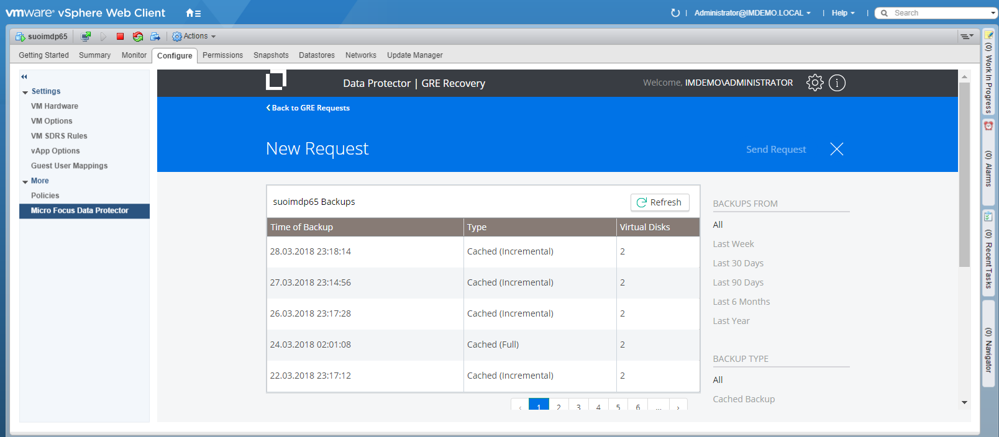 vmware® vSphere Web Client
Administrator@IMDEMO.LOCAL
Help
Search
suoimdp65
Actions
Getting Started Summary Monitor Configure Permissions Snapshots Datastores Networks Update Manager
Settings
VM Hardware
VM Options
VM SDRS Rules
vApp Options
Guest User Mappings
More
Policies
Micro Focus Data Protector
Data Protector | GRE Recovery
Welcome, IMDEMO\ADMINISTRATOR
Back to GRE Requests
New Request
Send Request
suoimdp65 Backups
Refresh
Time of Backup Type Virtual Disks
28.03.2018 23:18:14 Cached (Incremental) 2
27.03.2018 23:14:56 Cached (Incremental) 2
26.03.2018 23:17:28 Cached (Incremental) 2
24.03.2018 02:01:08 Cached (Full) 2
22.03.2018 23:17:12 Cached (Incremental) 2
‹ 1 2 3 4 5 6 ... ›
BACKUPS FROM
All
Last Week
Last 30 Days
Last 90 Days
Last 6 Months
Last Year
BACKUP TYPE
All
Cached Backup
(0) Work In Progress
(0) Alarms
(0) Recent Tasks
(0) Navigator